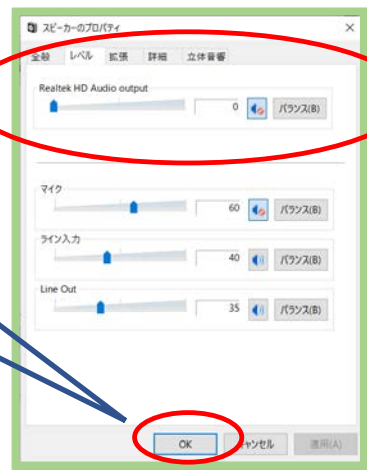 スピーカーのプロパティ
全般 レベル 拡張 詳細 立体音響
Realtek HD Audio output
0 バランス(B)
マイク
60 バランス(B)
ライン入力
40 バランス(B)
Line Out
35 バランス(B)
OK キャンセル 適用(A)